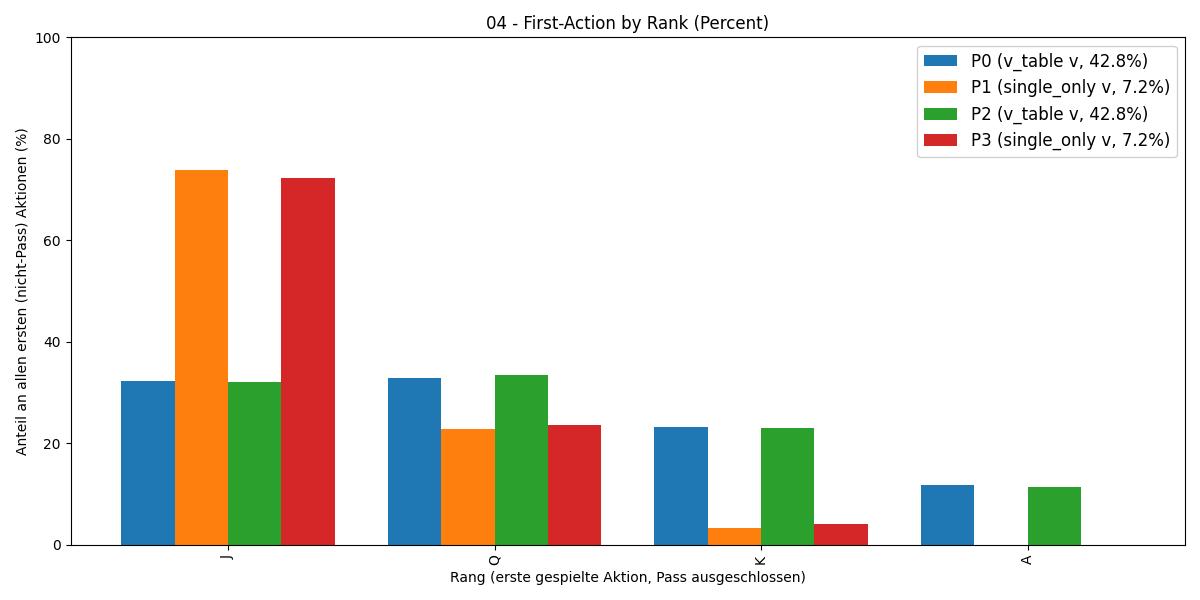 04 - First-Action by Rank (Percent)
P0 (v_table v, 42.8%)
P1 (single_only v, 7.2%)
P2 (v_table v, 42.8%)
P3 (single_only v, 7.2%)
Anteil an allen ersten (nicht-Pass) Aktionen (%)
100
80
60
40
20
0
J
Q
K
A
Rang (erste gespielte Aktion, Pass ausgeschlossen)